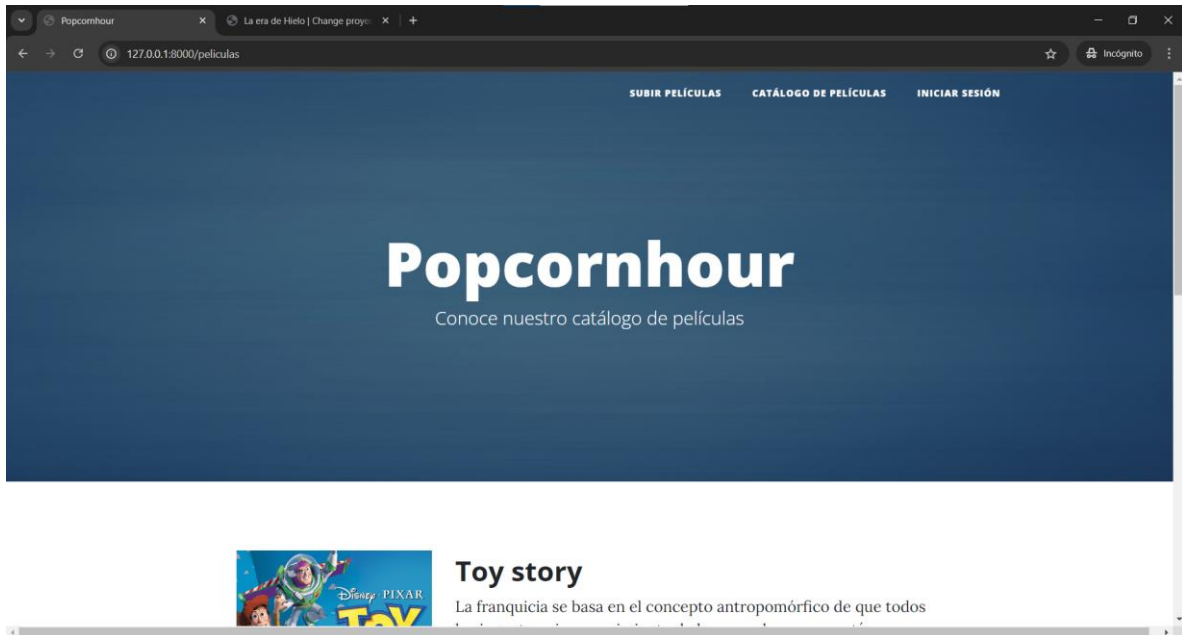 Popcornhour
La era de Hielo | Change proye
127.0.0.1:8000/peliculas
Incógnito
SUBIR PELÍCULAS CATÁLOGO DE PELÍCULAS INICIAR SESIÓN
Popcornhour
Conoce nuestro catálogo de películas
Toy story
DISNEY · PIXAR
TOY
La franquicia se basa en el concepto antropomórfico de que todos